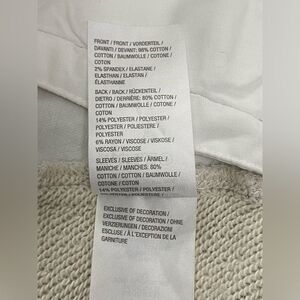 FRONT / FRONT / VORDERTEIL /
DAVANTI / DEVANT: 98% COTTON /
COTTON / BAUMWOLLE / COTONE /
COTON
2% SPANDEX / ELASTANE /
ELASTHAN / ELASTAN /
ÉLASTHANNE
BACK / BACK / RÜCKENTEIL /
DIETRO / DERRIÈRE: 80% COTTON /
COTTON / BAUMWOLLE / COTONE /
COTON
14% POLYESTER / POLYESTER /
POLYESTER / POLIESTERE /
POLYESTER
6% RAYON / VISCOSE / VISKOSE /
VISCOSA / VISCOSE
SLEEVES / SLEEVES / ÄRMEL /
MANICHE / MANCHES: 80%
COTTON / COTTON / BAUMWOLLE /
COTONE / COTON
14% POLYESTER / POLYESTER /
EXCLUSIVE OF DECORATION /
EXCLUSIVE OF DECORATION / OHNE
VERZIERUNGEN / DECORAZIONI
ESCLUSE / À L'EXCEPTION DE LA
GARNITURE